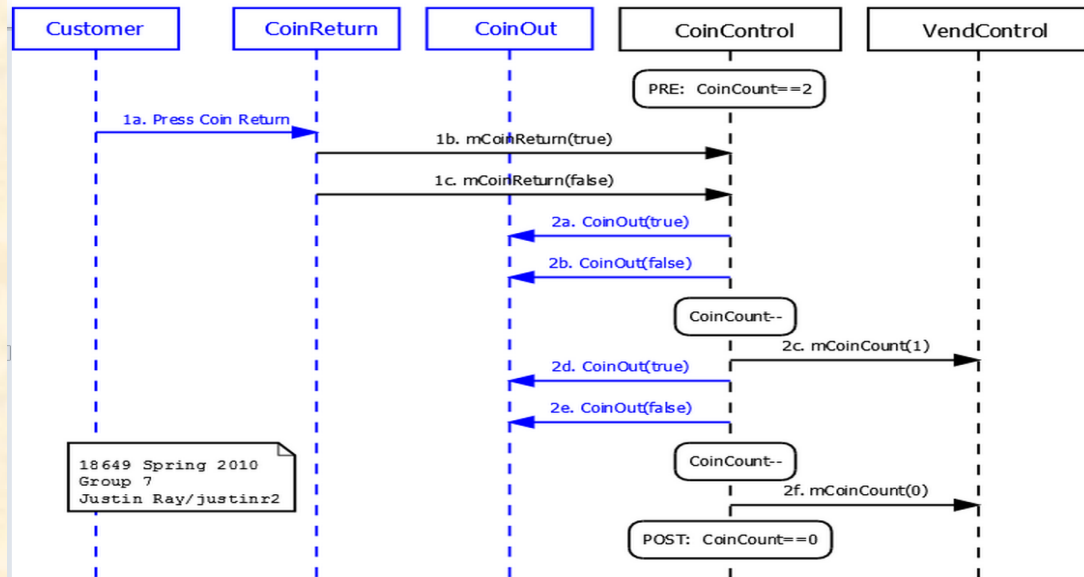 Customer
CoinReturn
CoinOut
CoinControl
VendControl
PRE: CoinCount==2
1a. Press Coin Return
1b. mCoinReturn(true)
1c. mCoinReturn(false)
2a. CoinOut(true)
2b. CoinOut(false)
CoinCount--
2c. mCoinCount(1)
2d. CoinOut(true)
2e. CoinOut(false)
CoinCount--
18649 Spring 2010
Group 7
Justin Ray/justinr2
2f. mCoinCount(0)
POST: CoinCount==0